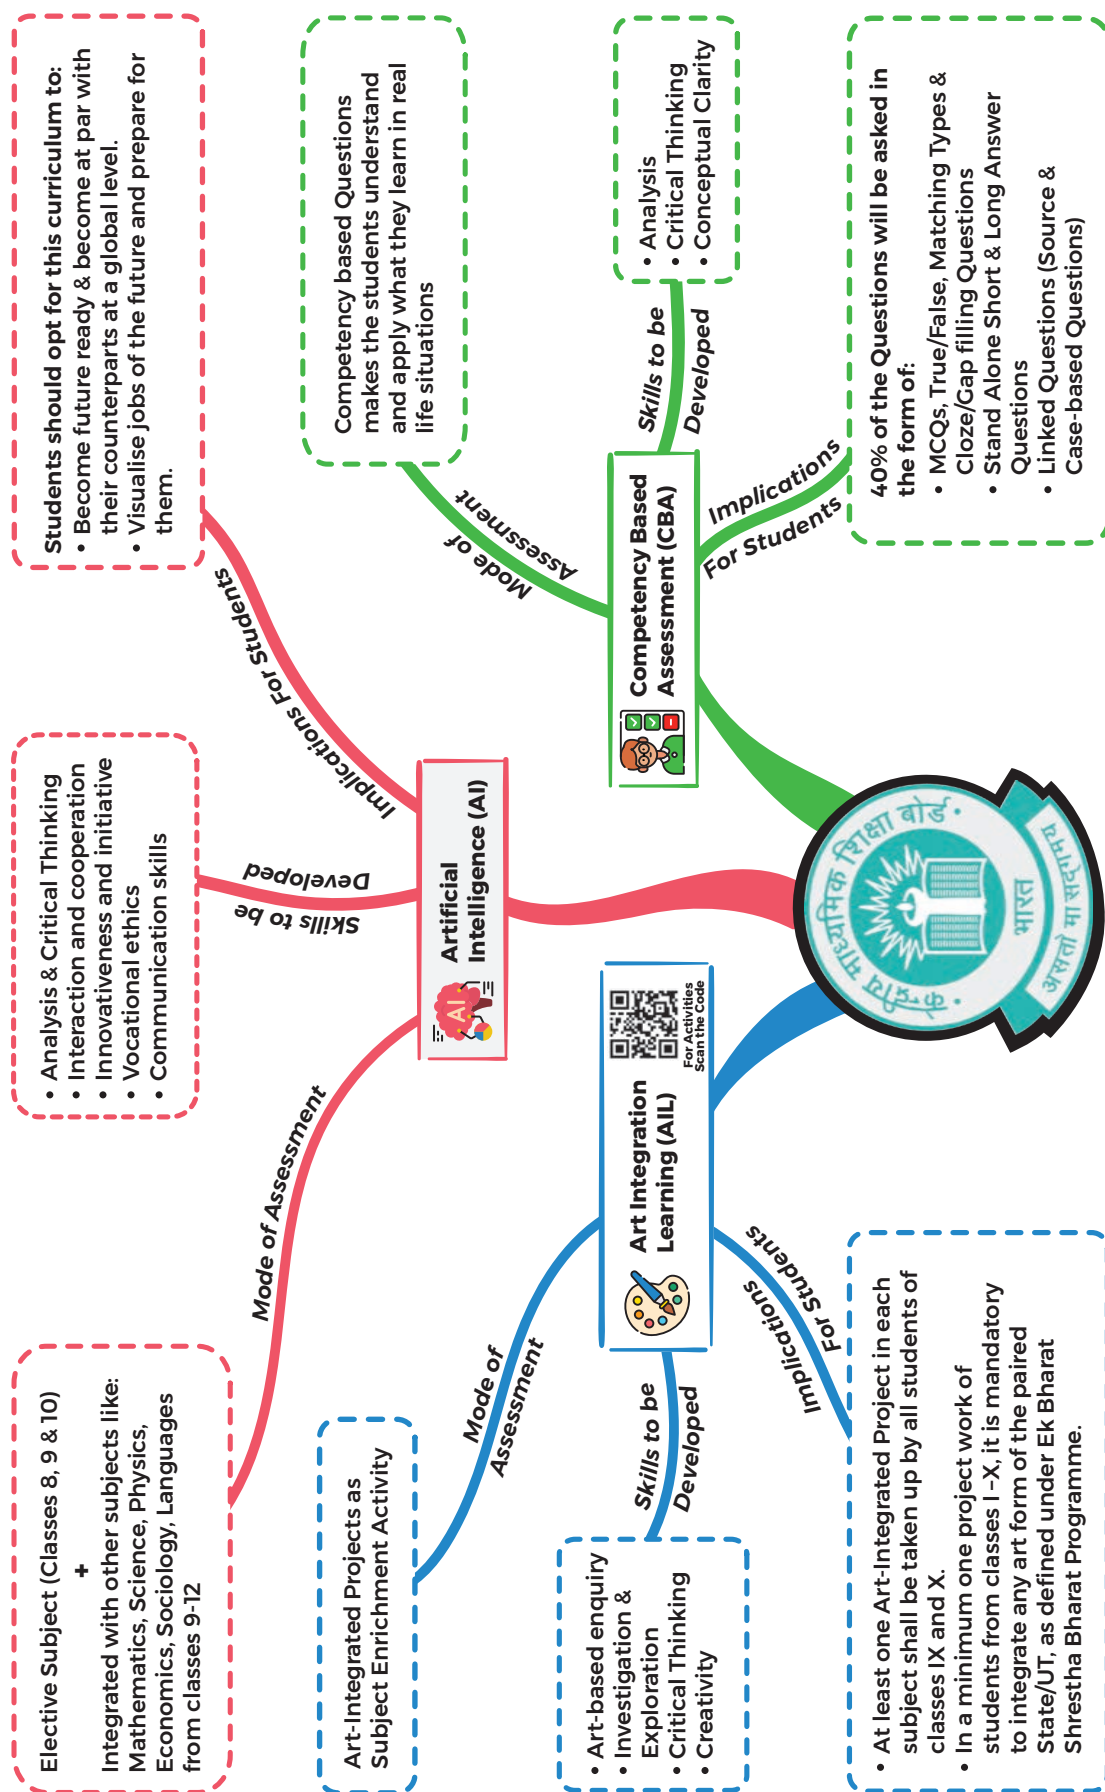 Elective Subject (Classes 8, 9 & 10)
+
Integrated with other subjects like:
Mathematics, Science, Physics,
Economics, Sociology, Languages
from classes 9-12
Mode of Assessment
• Analysis & Critical Thinking
• Interaction and cooperation
• Innovativeness and initiative
• Vocational ethics
• Communication skills
Skills to be
Developed
Students should opt for this curriculum to:
• Become future ready & become at par with
their counterparts at a global level.
• Visualise jobs of the future and prepare for
them.
Implications For Students
AI
Artificial
Intelligence (AI)
Art-Integrated Projects as
Subject Enrichment Activity
Mode of
Assessment
• Art-based enquiry
• Investigation &
Exploration
• Critical Thinking
• Creativity
Skills to be
Developed
Art Integration
Learning (AIL)
For Activities
Scan the Code
Implications
For Students
• At least one Art-Integrated Project in each
subject shall be taken up by all students of
classes IX and X.
• In a minimum one project work of
students from classes I –X, it is mandatory
to integrate any art form of the paired
State/UT, as defined under Ek Bharat
Shrestha Bharat Programme.
Competency based Questions
makes the students understand
and apply what they learn in real
life situations
Mode of
Assessment
Competency Based
Assessment (CBA)
Skills to be
Developed
• Analysis
• Critical Thinking
• Conceptual Clarity
Implications
For Students
40% of the Questions will be asked in
the form of:
• MCQs, True/False, Matching Types &
Cloze/Gap filling Questions
• Stand Alone Short & Long Answer
Questions
• Linked Questions (Source &
Case-based Questions)
• केन्द्रीय माध्यमिक शिक्षा बोर्ड •
भारत
असतो मा सद्गमय